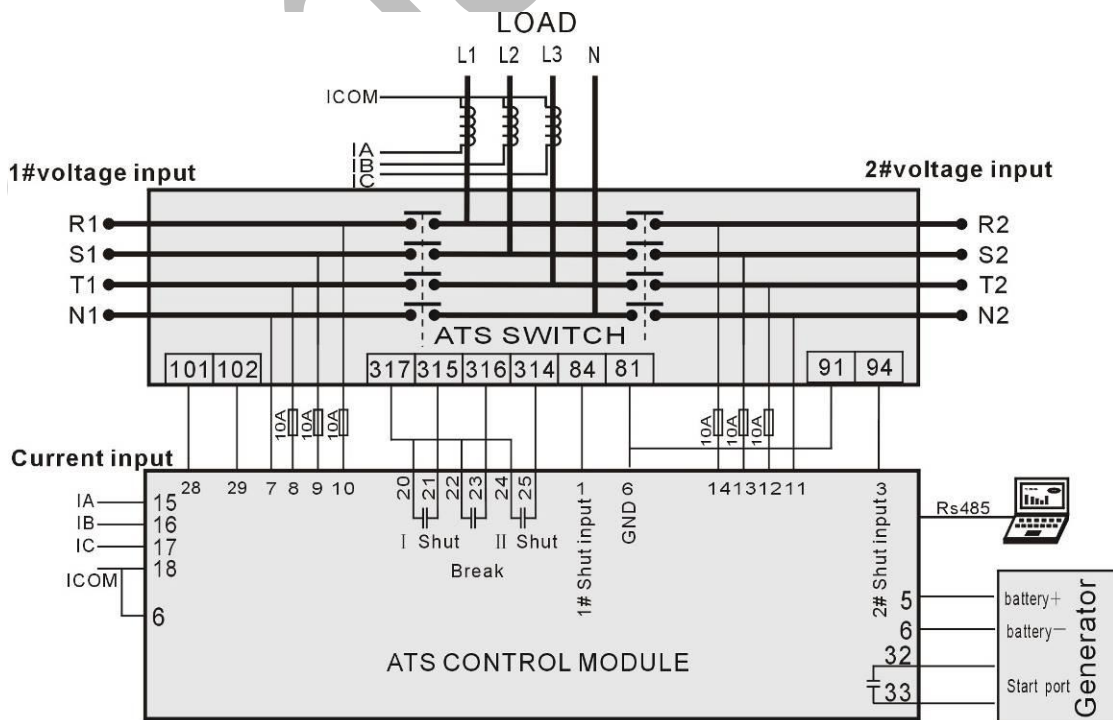 LOAD
L1 L2 L3 N
ICOM
IA
IB
IC
1#voltage input
2#voltage input
R1
R2
S1
S2
T1
T2
N1
N2
ATS SWITCH
101 102 317 315 316 314 84 81 91 94
10A 10A 10A 10A 10A 10A
Current input
28 29 7 8 9 10 20 21 22 23 24 25 1 6 14 13 12 11 3
IA 15
IB 16
IC 17
ICOM 18
6
I Shut
II Shut
Break
1# Shut input
GND
2# Shut input
Rs485
5 battery+
6 battery—
32
33
Start port
Generator
ATS CONTROL MODULE